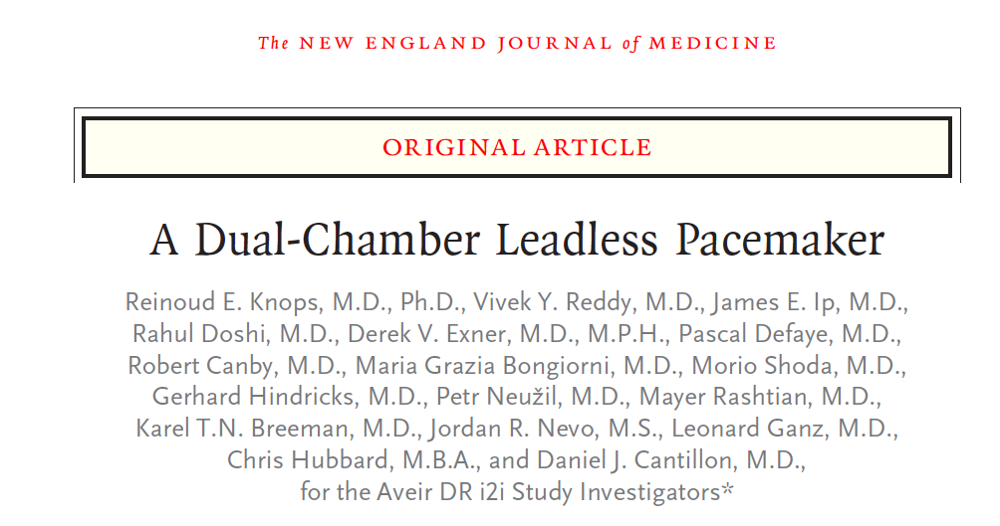 The NEW ENGLAND JOURNAL of MEDICINE
ORIGINAL ARTICLE
A Dual-Chamber Leadless Pacemaker
Reinoud E. Knops, M.D., Ph.D., Vivek Y. Reddy, M.D., James E. Ip, M.D.,
Rahul Doshi, M.D., Derek V. Exner, M.D., M.P.H., Pascal Defaye, M.D.,
Robert Canby, M.D., Maria Grazia Bongiorni, M.D., Morio Shoda, M.D.,
Gerhard Hindricks, M.D., Petr Neužil, M.D., Mayer Rashtian, M.D.,
Karel T.N. Breeman, M.D., Jordan R. Nevo, M.S., Leonard Ganz, M.D.,
Chris Hubbard, M.B.A., and Daniel J. Cantillon, M.D.,
for the Aveir DR i2i Study Investigators*